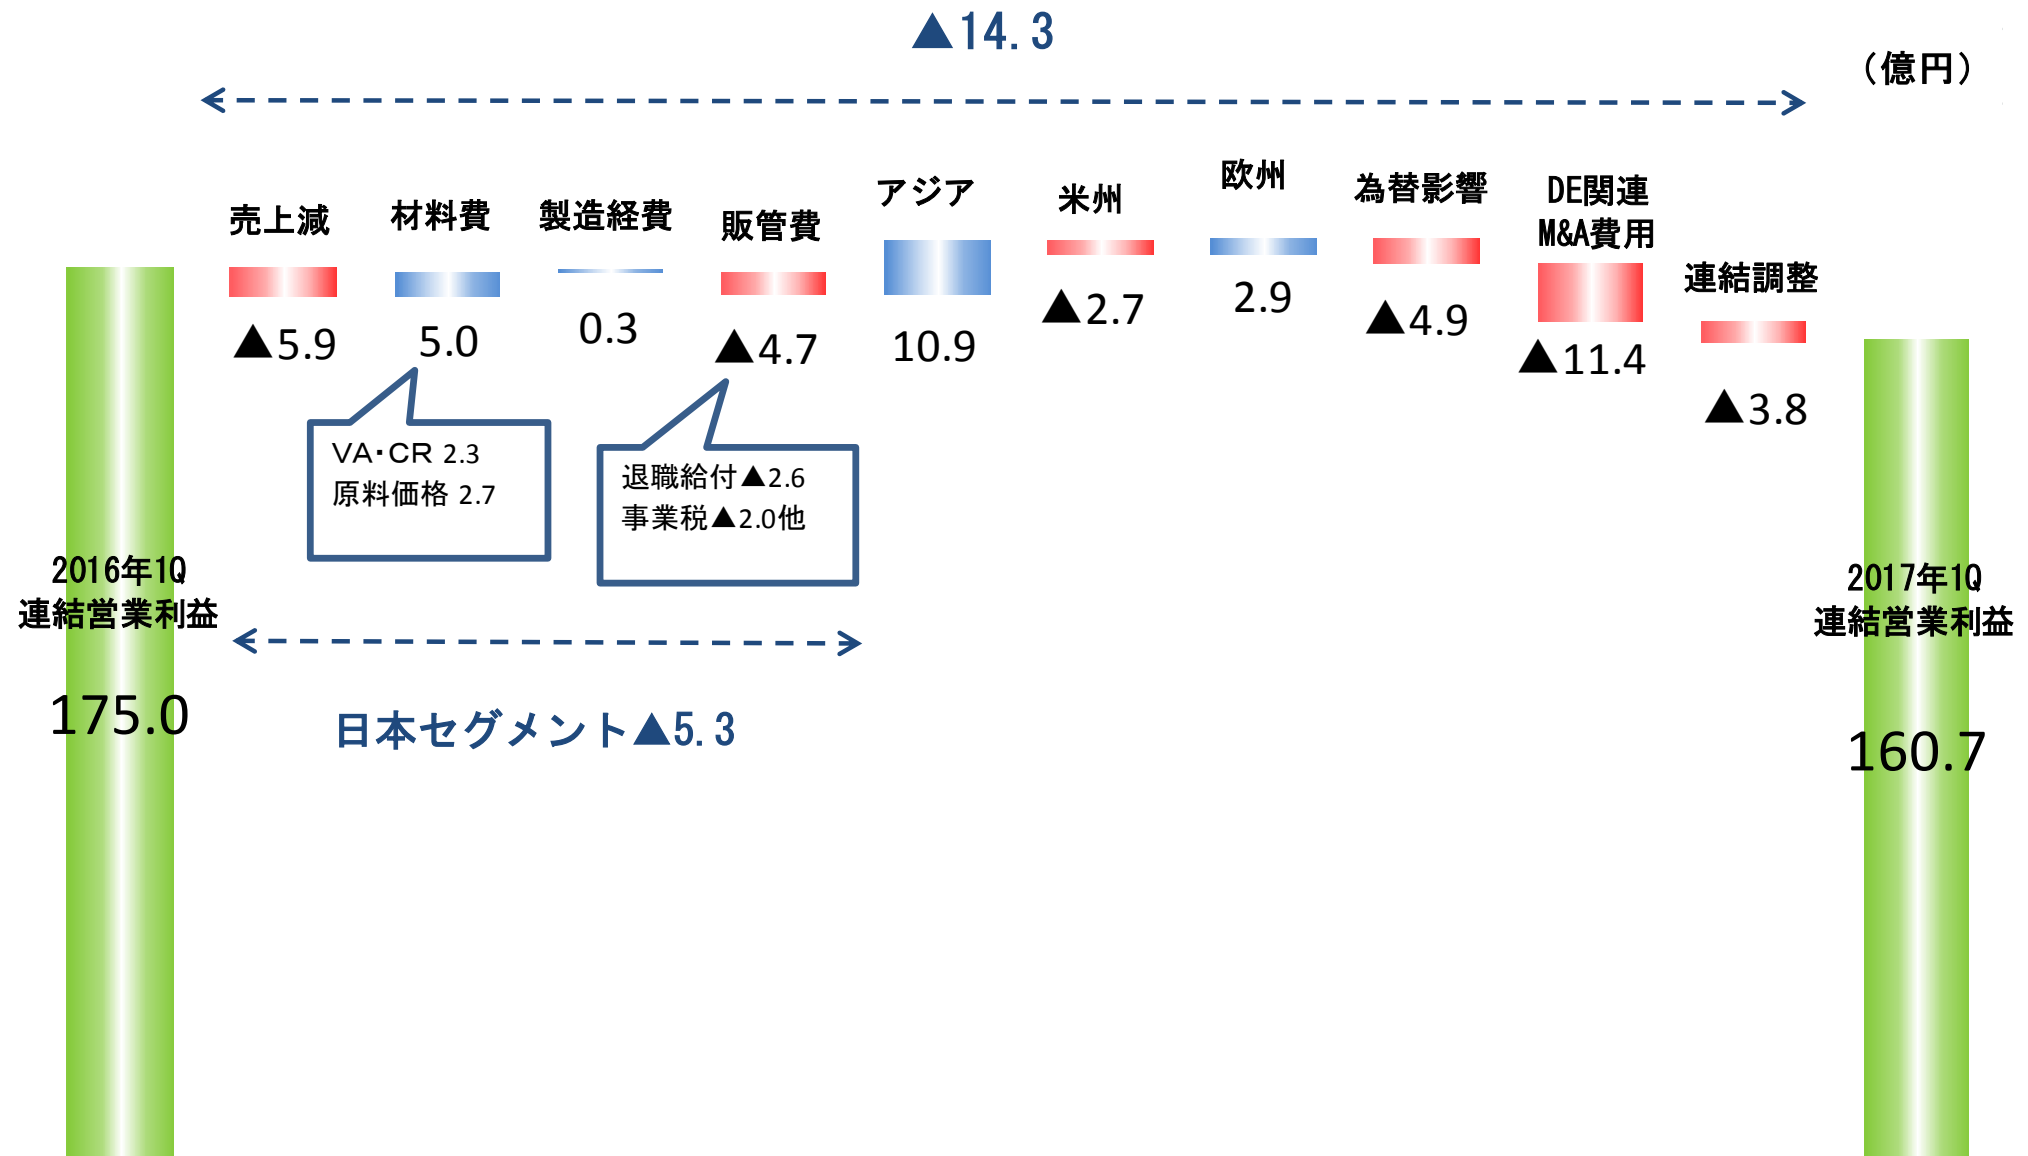 ▲14.3
（億円）
売上減
▲5.9
材料費
5.0
製造経費
0.3
販管費
▲4.7
アジア
10.9
米州
▲2.7
欧州
2.9
為替影響
▲4.9
DE関連
M&A費用
▲11.4
連結調整
▲3.8
VA･CR 2.3
原料価格 2.7
退職給付▲2.6
事業税▲2.0他
2016年1Q
連結営業利益
175.0
日本セグメント▲5.3
2017年1Q
連結営業利益
160.7